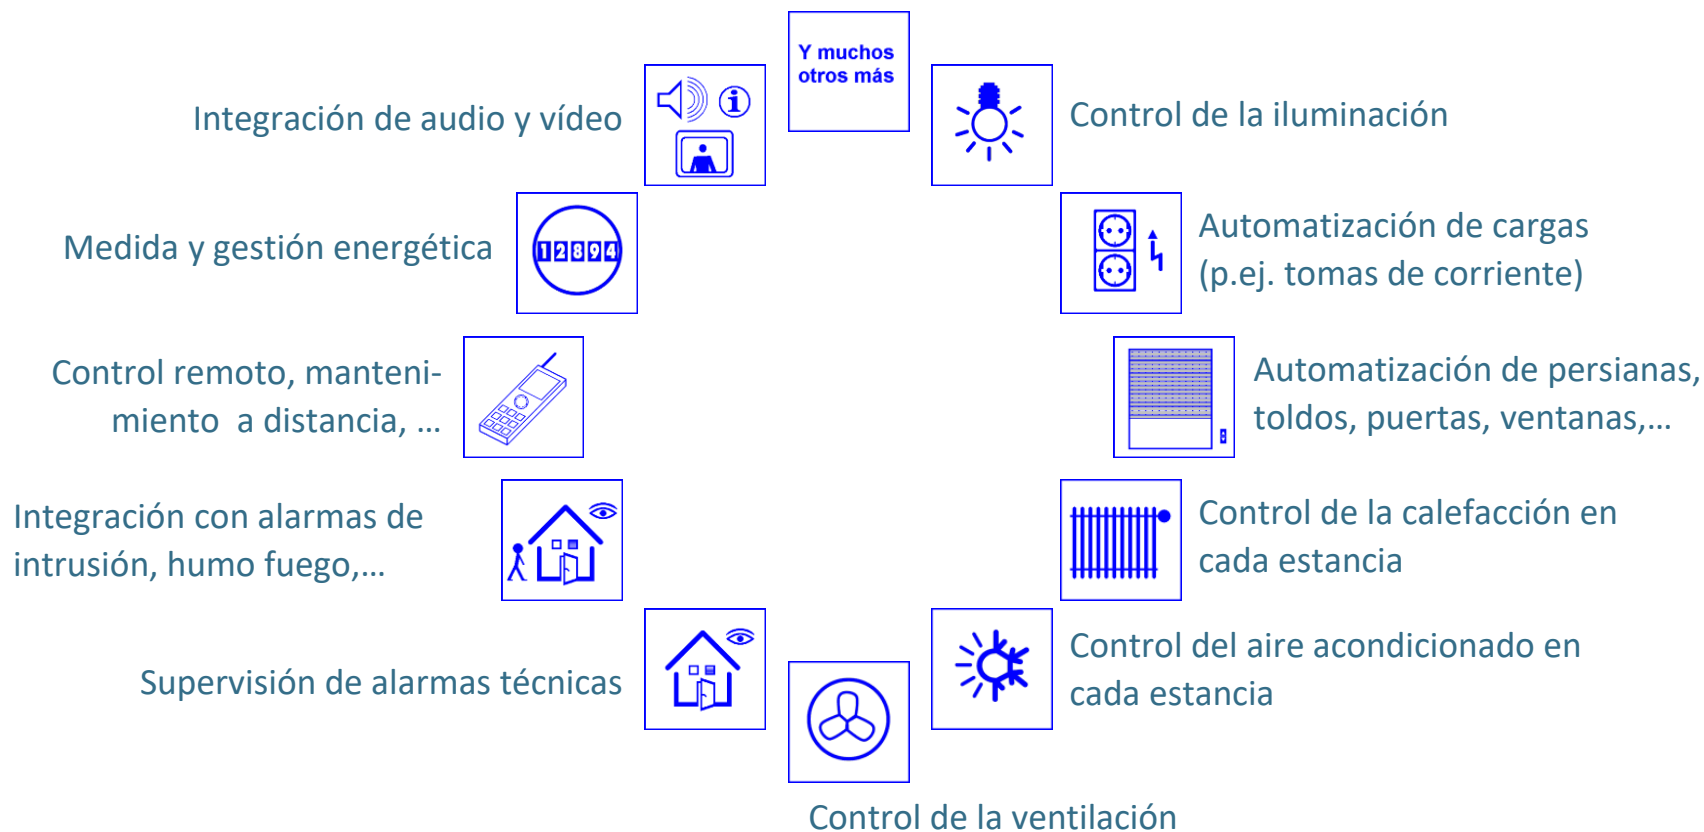 Y muchos
otros más
Integración de audio y vídeo
Control de la iluminación
Medida y gestión energética
12894
Automatización de cargas
(p.ej. tomas de corriente)
Control remoto, manteni-
miento  a distancia, ...
Automatización de persianas,
toldos, puertas, ventanas,...
Integración con alarmas de
intrusión, humo fuego,...
Control de la calefacción en
cada estancia
Supervisión de alarmas técnicas
Control del aire acondicionado en
cada estancia
Control de la ventilación